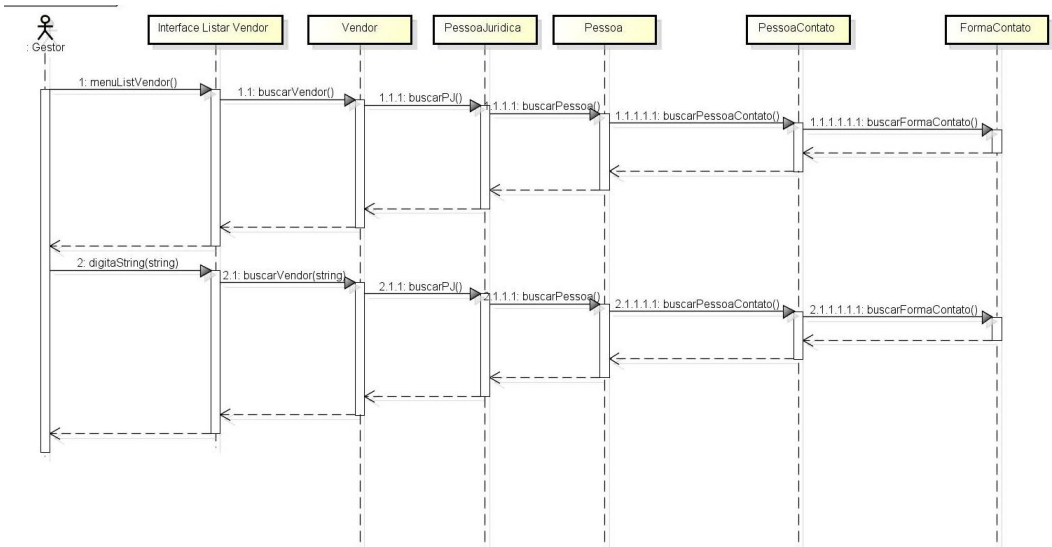 Interface Listar Vendor
Vendor
PessoaJuridica
Pessoa
PessoaContato
FormaContato
: Gestor
1: menuListVendor()
1.1: buscarVendor()
1.1.1: buscarPJ()
1.1.1.1: buscarPessoa()
1.1.1.1.1: buscarPessoaContato()
1.1.1.1.1.1: buscarFormaContato()
2: digitaString(string)
2.1: buscarVendor(string)
2.1.1: buscarPJ()
2.1.1.1: buscarPessoa()
2.1.1.1.1: buscarPessoaContato()
2.1.1.1.1.1: buscarFormaContato()